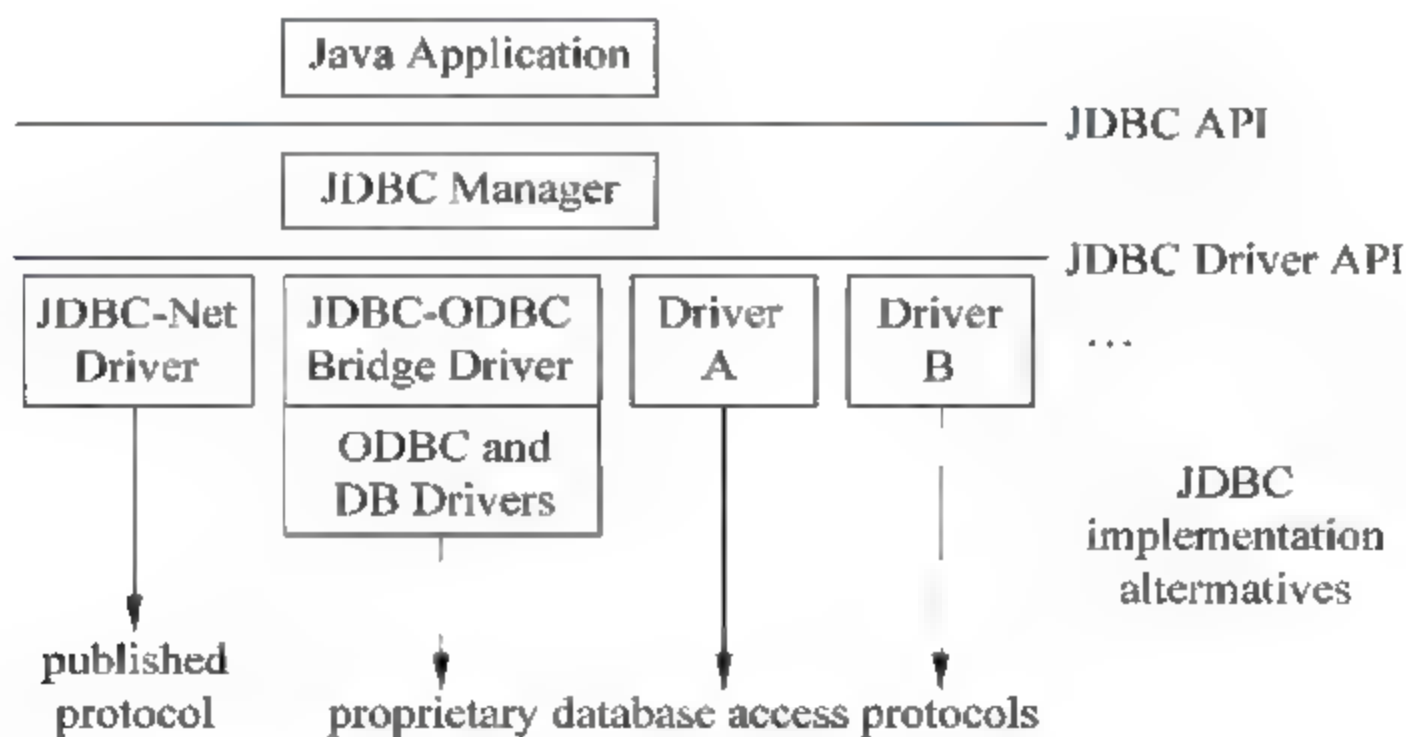 Java Application
JDBC API
JDBC Manager
JDBC Driver API
JDBC-Net
Driver
JDBC-ODBC
Bridge Driver
Driver
A
Driver
B
...
ODBC and
DB Drivers
JDBC
implementation
altermatives
published
protocol
proprietary database access protocols